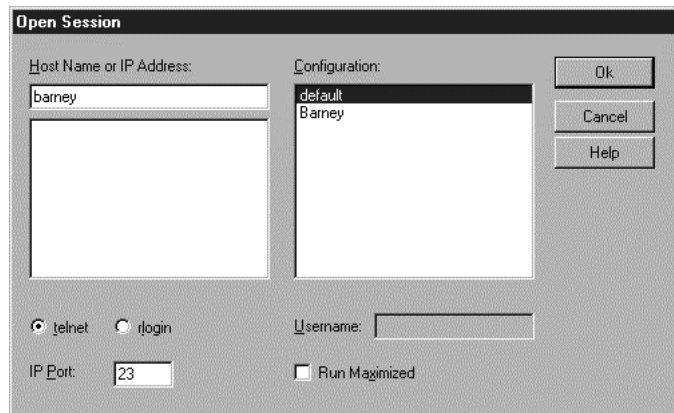 Open Session
Host Name or IP Address:
barney
Configuration:
default
Barney
Ok
Cancel
Help
telnet
rlogin
Username:
IP Port:
23
Run Maximized